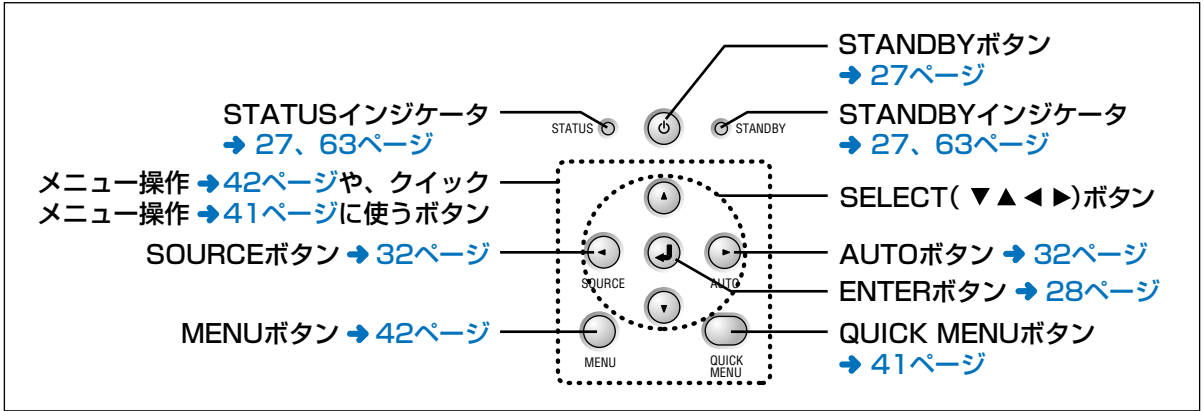 STANDBYボタン
➔ 27ページ
STATUSインジケータ
➔ 27、63ページ
STATUS
STANDBY
STANDBYインジケータ
➔ 27、63ページ
メニュー操作 ➔42ページや、クイック
メニュー操作 ➔41ページに使うボタン
SELECT( ▼▲◀ ▶)ボタン
SOURCEボタン ➔ 32ページ
AUTOボタン ➔ 32ページ
SOURCE
AUTO
ENTERボタン ➔ 28ページ
MENUボタン ➔ 42ページ
QUICK MENUボタン
➔ 41ページ
MENU
QUICK
MENU